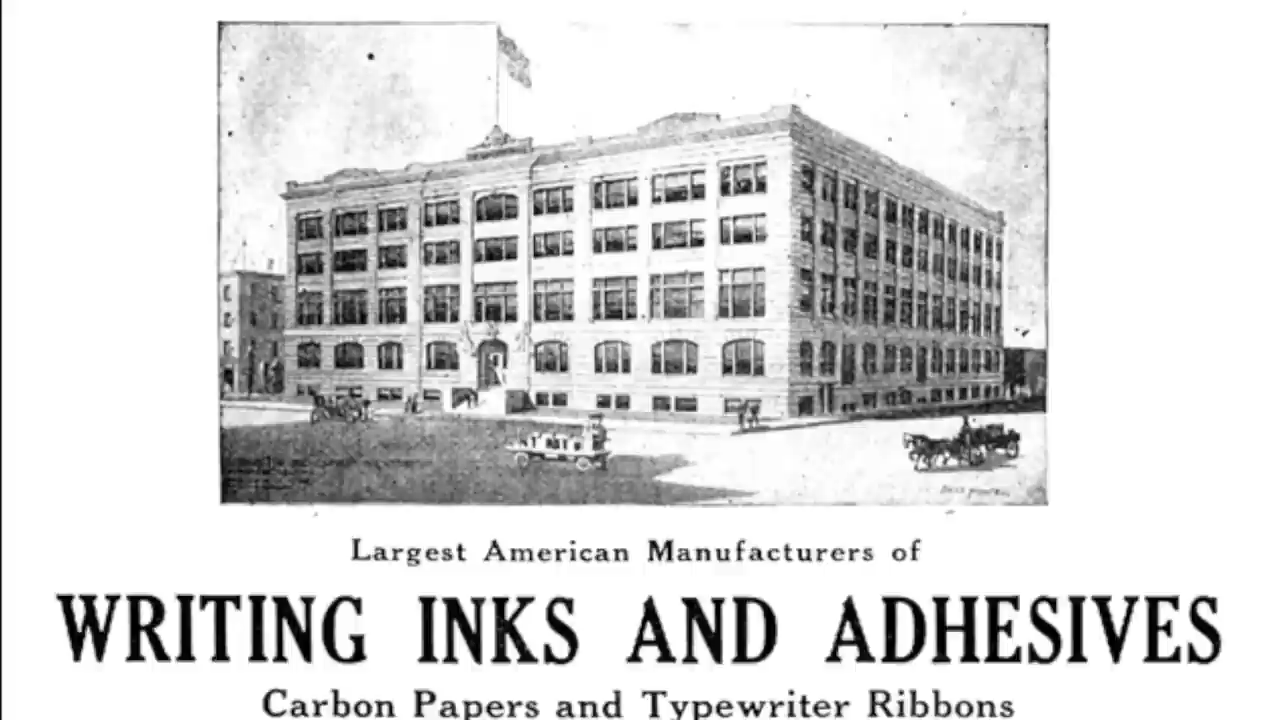 Largest American Manufacturers of
WRITING INKS AND ADHESIVES
Carbon Papers and Typewriter Ribbons